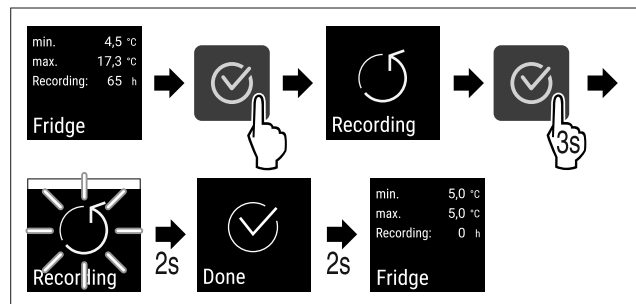 min. 4,5 °C
max. 17,3 °C
Recording: 65 h
Fridge
Recording
3s
Recording
2s
Done
2s
min. 5,0 °C
max. 5,0 °C
Recording: 0 h
Fridge